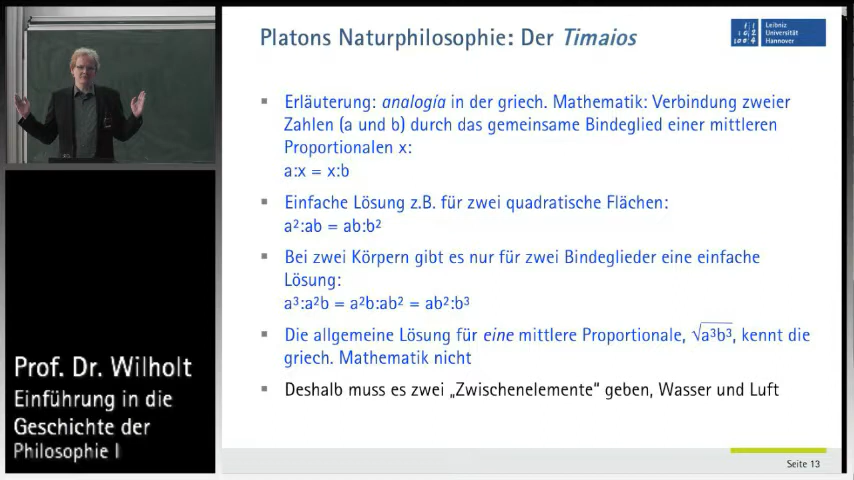 Platons Naturphilosophie: Der Timaios
Leibniz
Universität
Hannover
▪ Erläuterung: analogía in der griech. Mathematik: Verbindung zweier
Zahlen (a und b) durch das gemeinsame Bindeglied einer mittleren
Proportionalen x:
a:x = x:b
▪ Einfache Lösung z.B. für zwei quadratische Flächen:
a²:ab = ab:b²
▪ Bei zwei Körpern gibt es nur für zwei Bindeglieder eine einfache
Lösung:
a³:a²b = a²b:ab² = ab²:b³
▪ Die allgemeine Lösung für eine mittlere Proportionale, √a³b³, kennt die
griech. Mathematik nicht
▪ Deshalb muss es zwei „Zwischenelemente“ geben, Wasser und Luft
Seite 13
Prof. Dr. Wilholt
Einführung in die
Geschichte der
Philosophie I